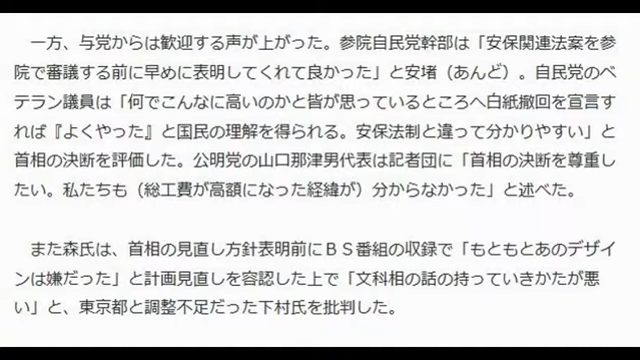 一方、与党からは歓迎する声が上がった。参院自民党幹部は「安保関連法案を参
院で審議する前に早めに表明してくれて良かった」と安堵（あんど）。自民党のベ
テラン議員は「何でこんなに高いのかと皆が思っているところへ白紙撤回を宣言す
れば『よくやった』と国民の理解を得られる。安保法制と違って分かりやすい」と
首相の決断を評価した。公明党の山口那津男代表は記者団に「首相の決断を尊重し
たい。私たちも（総工費が高額になった経緯が）分からなかった」と述べた。
また森氏は、首相の見直し方針表明前にＢＳ番組の収録で「もともとあのデザイ
ンは嫌だった」と計画見直しを容認した上で「文科相の話の持っていきかたが悪
い」と、東京都と調整不足だった下村氏を批判した。